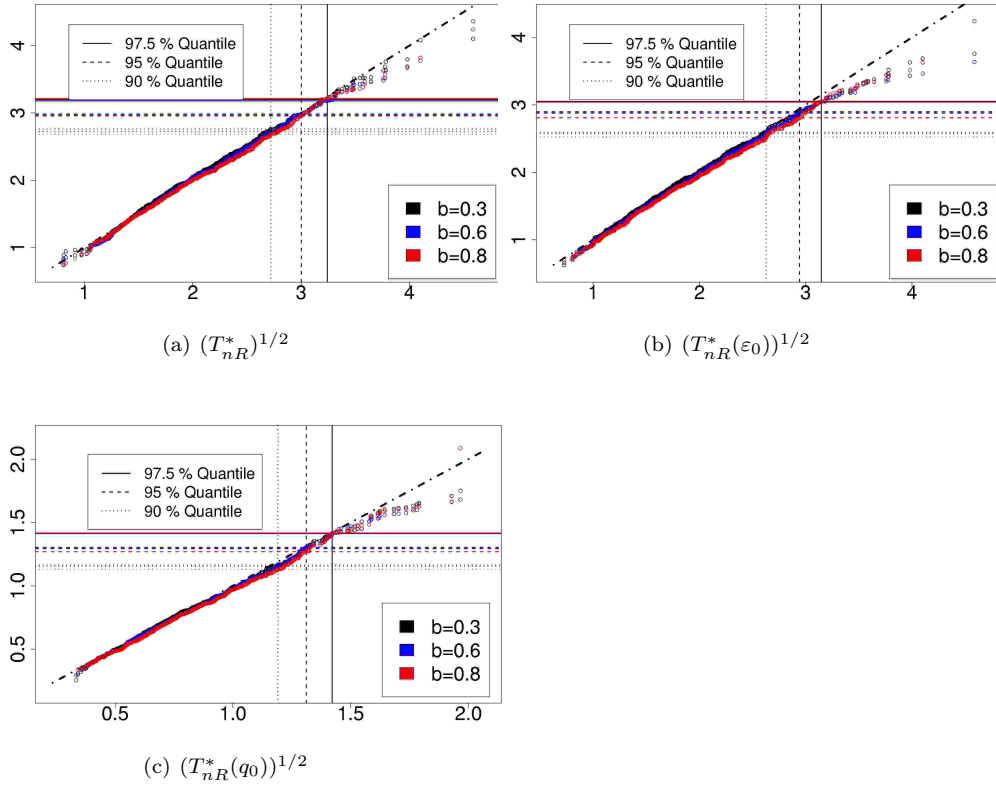 4
3
2
1
97.5 % Quantile
95 % Quantile
90 % Quantile
b=0.3
b=0.6
b=0.8
1 2 3 4
(a) (T*nR)1/2
4
3
2
1
97.5 % Quantile
95 % Quantile
90 % Quantile
b=0.3
b=0.6
b=0.8
1 2 3 4
(b) (T*nR(ε0))1/2
2.0
1.5
1.0
0.5
97.5 % Quantile
95 % Quantile
90 % Quantile
b=0.3
b=0.6
b=0.8
0.5 1.0 1.5 2.0
(c) (T*nR(q0))1/2